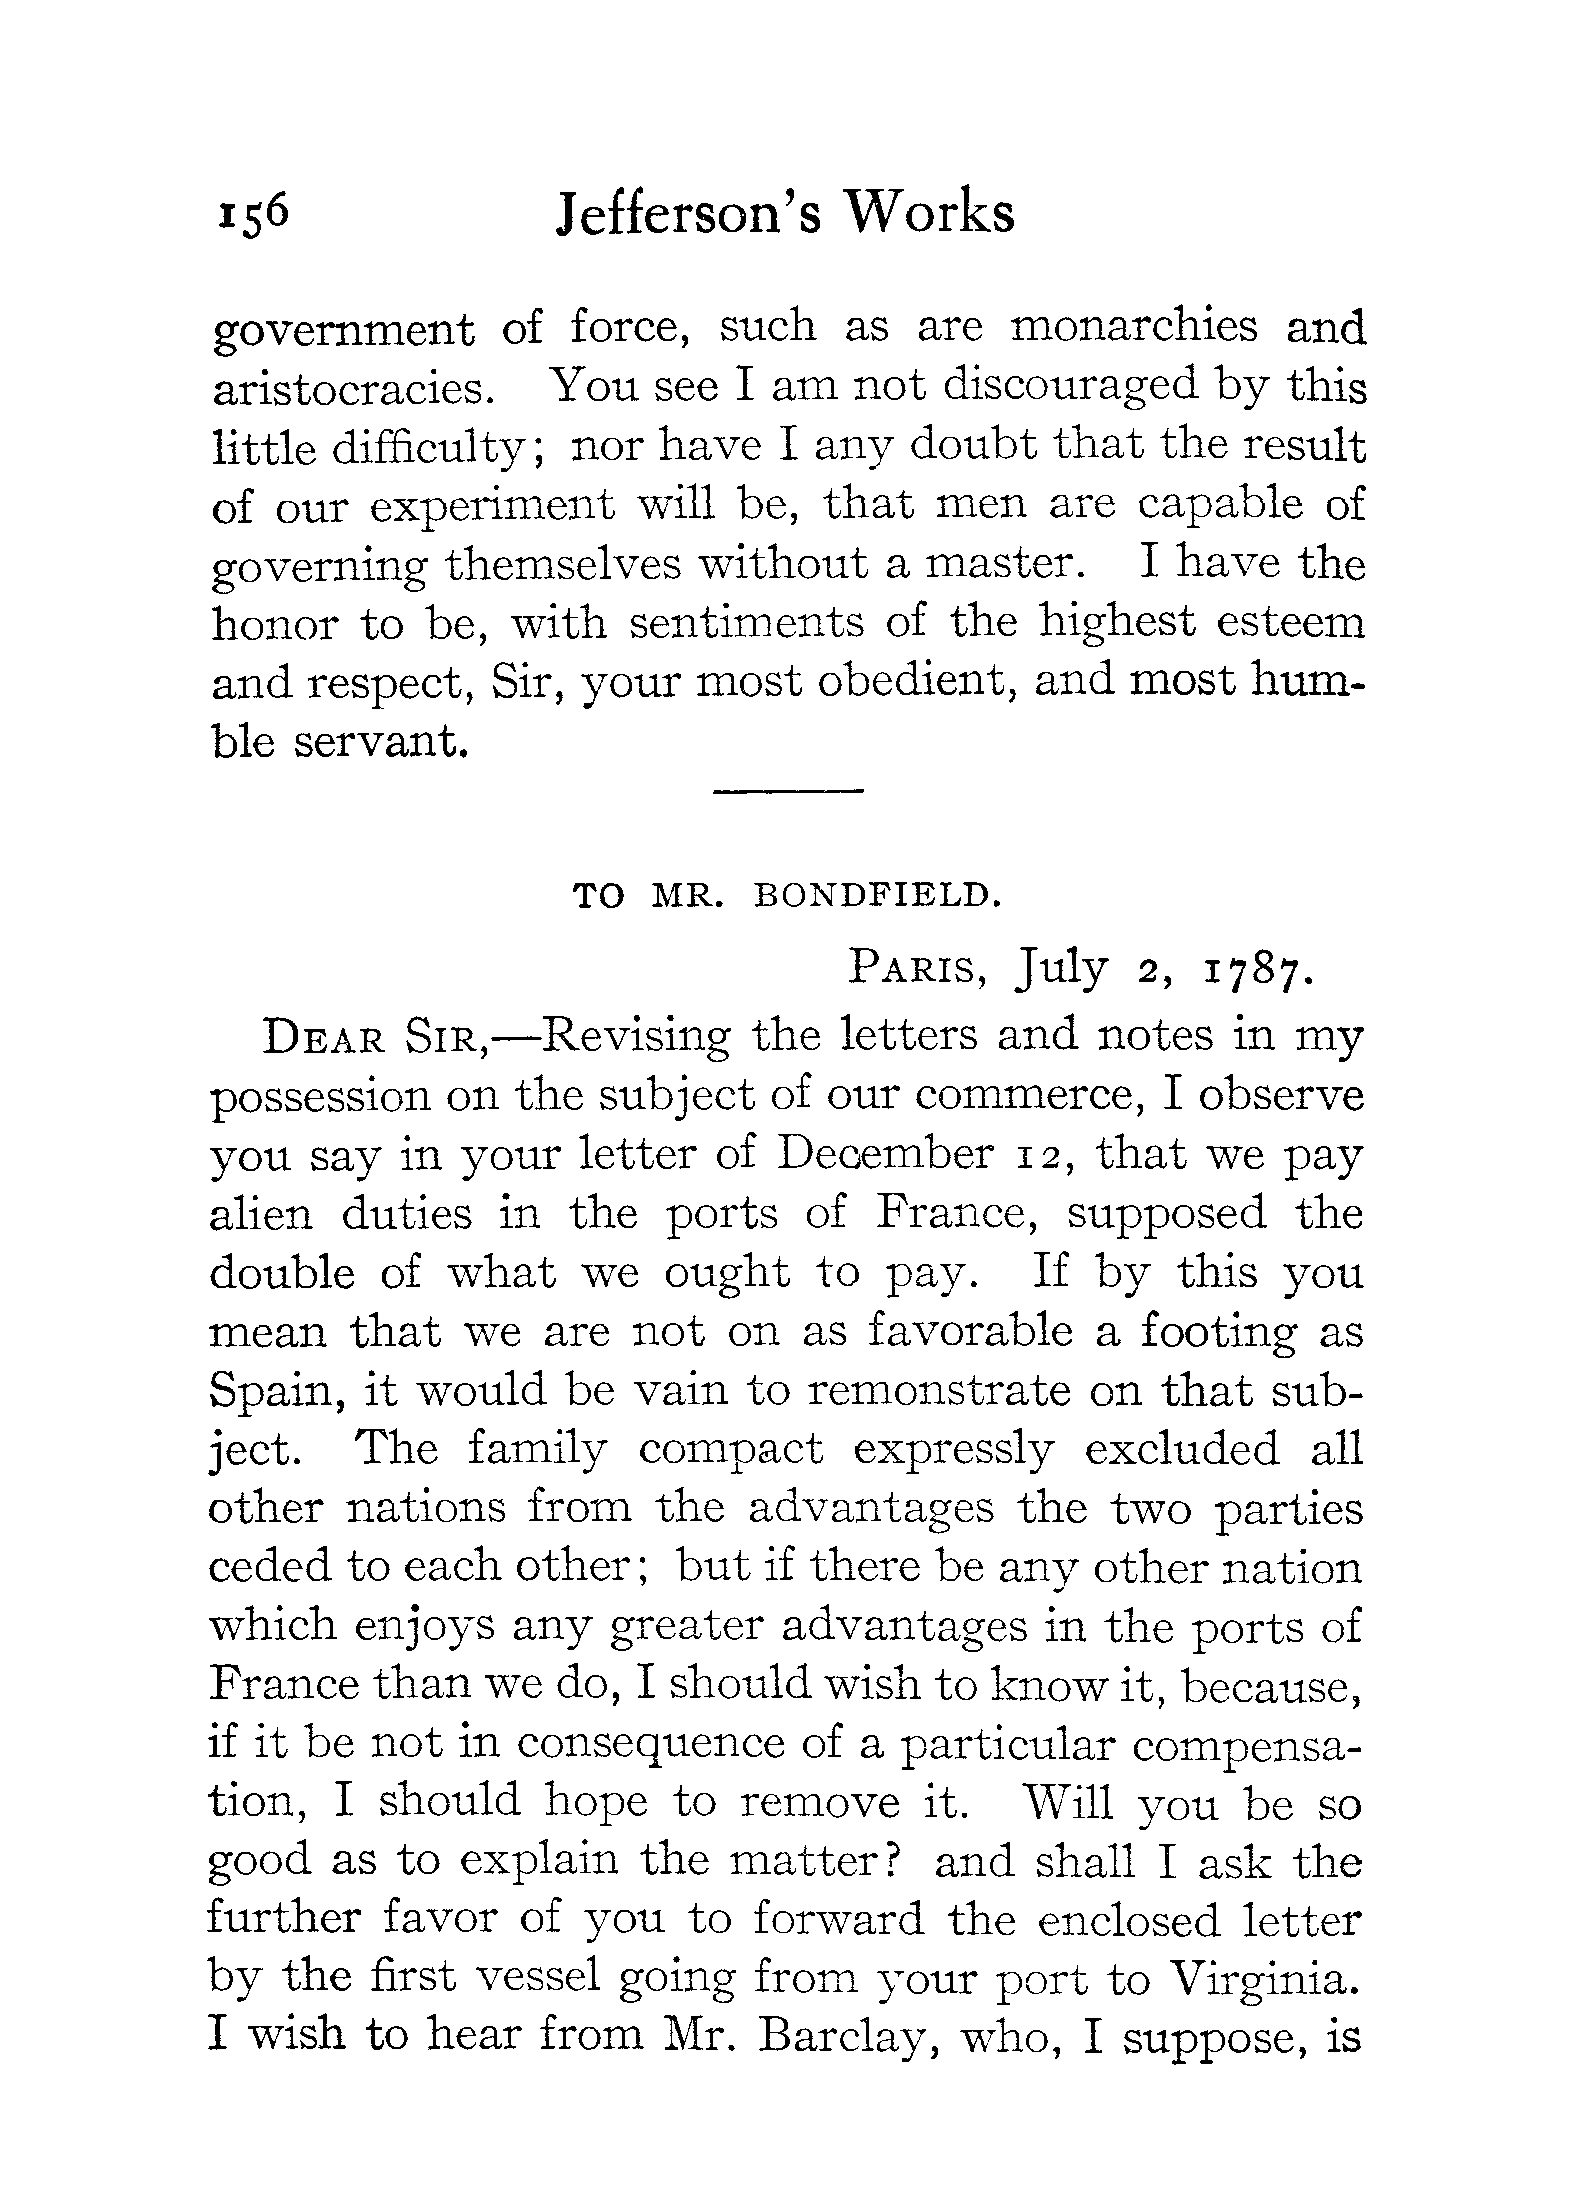 156 Jefferson's Works
government of force, such as are monarchies and
aristocracies. You see I am not discouraged by this
little difficulty; nor have I any doubt that the result
of our experiment will be, that men are capable of
governing themselves without a master. I have the
honor to be, with sentiments of the highest esteem
and respect, Sir, your most obedient, and most hum-
ble servant.
TO MR. BONDFIELD.
PARIS, July 2, 1787.
DEAR SIR,—Revising the letters and notes in my
possession on the subject of our commerce, I observe
you say in your letter of December 12, that we pay
alien duties in the ports of France, supposed the
double of what we ought to pay. If by this you
mean that we are not on as favorable a footing as
Spain, it would be vain to remonstrate on that sub-
ject. The family compact expressly excluded all
other nations from the advantages the two parties
ceded to each other; but if there be any other nation
which enjoys any greater advantages in the ports of
France than we do, I should wish to know it, because,
if it be not in consequence of a particular compensa-
tion, I should hope to remove it. Will you be so
good as to explain the matter? and shall I ask the
further favor of you to forward the enclosed letter
by the first vessel going from your port to Virginia.
I wish to hear from Mr. Barclay, who, I suppose, is